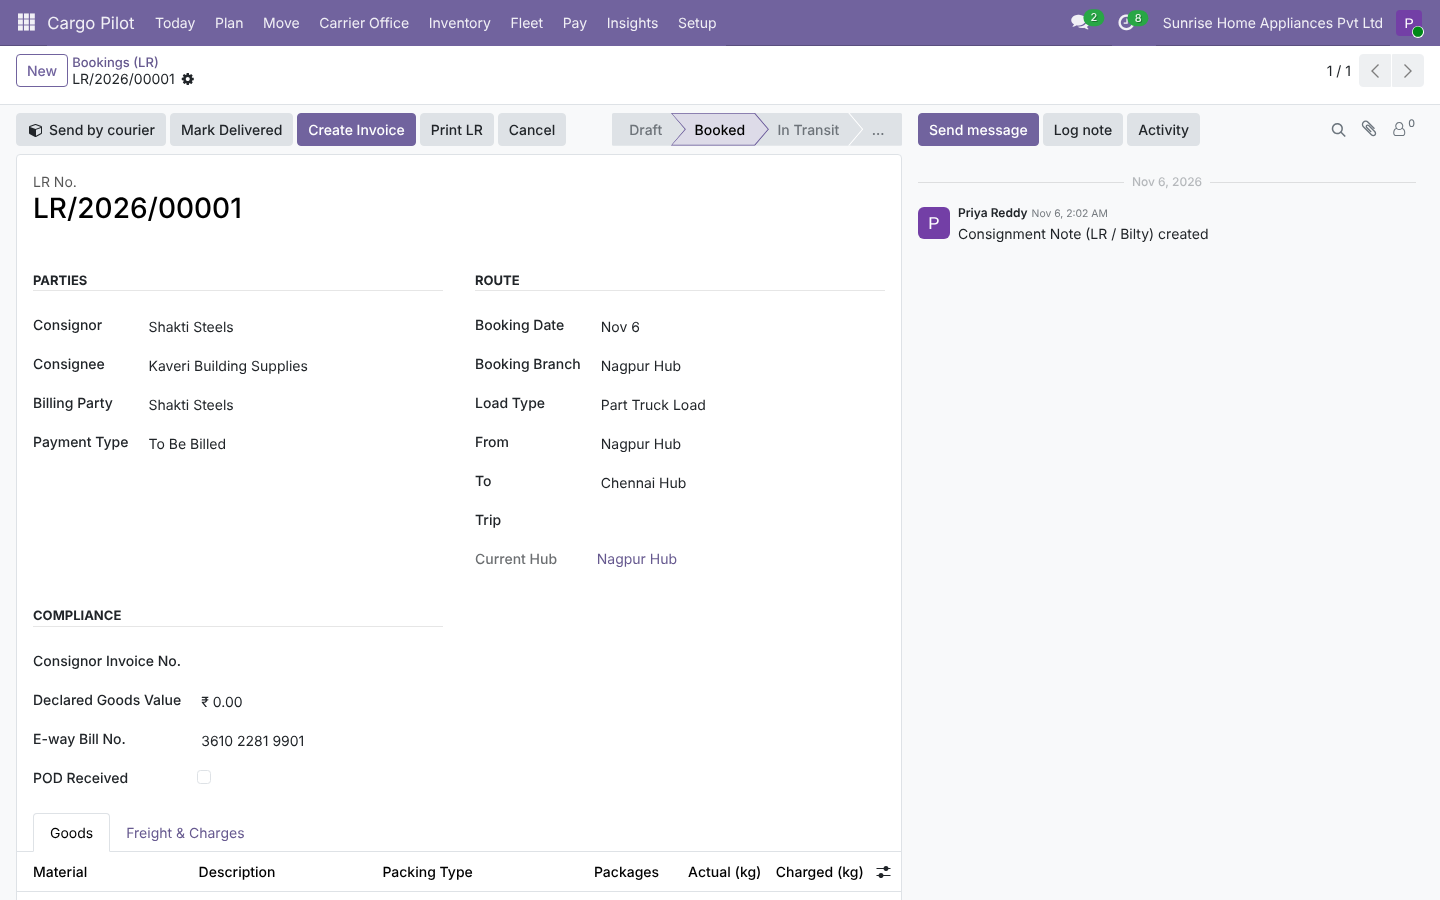 Cargo Pilot Today Plan Move Carrier Office Inventory Fleet Pay Insights Setup 2 8 Sunrise Home Appliances Pvt Ltd P
New Bookings (LR)
LR/2026/00001
1 / 1
Send by courier Mark Delivered Create Invoice Print LR Cancel Draft Booked In Transit ...
Send message Log note Activity 0
LR No.
LR/2026/00001
PARTIES
Consignor Shakti Steels
Consignee Kaveri Building Supplies
Billing Party Shakti Steels
Payment Type To Be Billed
ROUTE
Booking Date Nov 6
Booking Branch Nagpur Hub
Load Type Part Truck Load
From Nagpur Hub
To Chennai Hub
Trip
Current Hub Nagpur Hub
COMPLIANCE
Consignor Invoice No.
Declared Goods Value ₹ 0.00
E-way Bill No. 3610 2281 9901
POD Received
Goods Freight & Charges
Material Description Packing Type Packages Actual (kg) Charged (kg)
Nov 6, 2026
P Priya Reddy Nov 6, 2:02 AM
Consignment Note (LR / Bilty) created